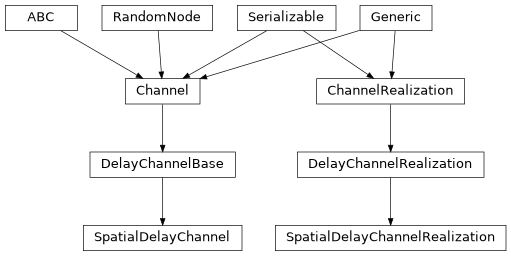 ABC
RandomNode
Serializable
Generic
Channel
ChannelRealization
DelayChannelBase
DelayChannelRealization
SpatialDelayChannel
SpatialDelayChannelRealization